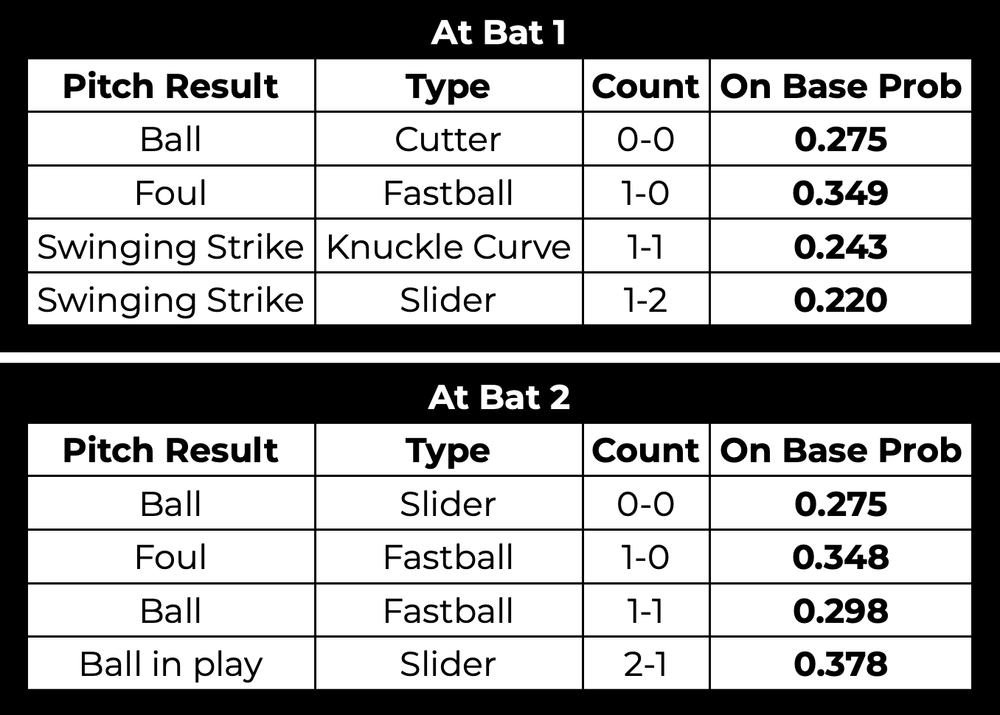 At Bat 1
Pitch Result Type Count On Base Prob
Ball Cutter 0-0 0.275
Foul Fastball 1-0 0.349
Swinging Strike Knuckle Curve 1-1 0.243
Swinging Strike Slider 1-2 0.220
At Bat 2
Pitch Result Type Count On Base Prob
Ball Slider 0-0 0.275
Foul Fastball 1-0 0.348
Ball Fastball 1-1 0.298
Ball in play Slider 2-1 0.378